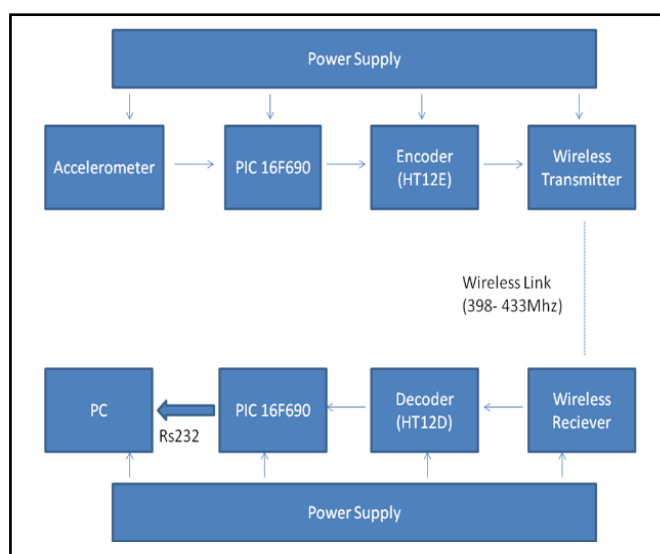 Power Supply
Accelerometer
PIC 16F690
Encoder
(HT12E)
Wireless
Transmitter
Wireless Link
(398- 433Mhz)
PC
Rs232
PIC 16F690
Decoder
(HT12D)
Wireless
Reciever
Power Supply